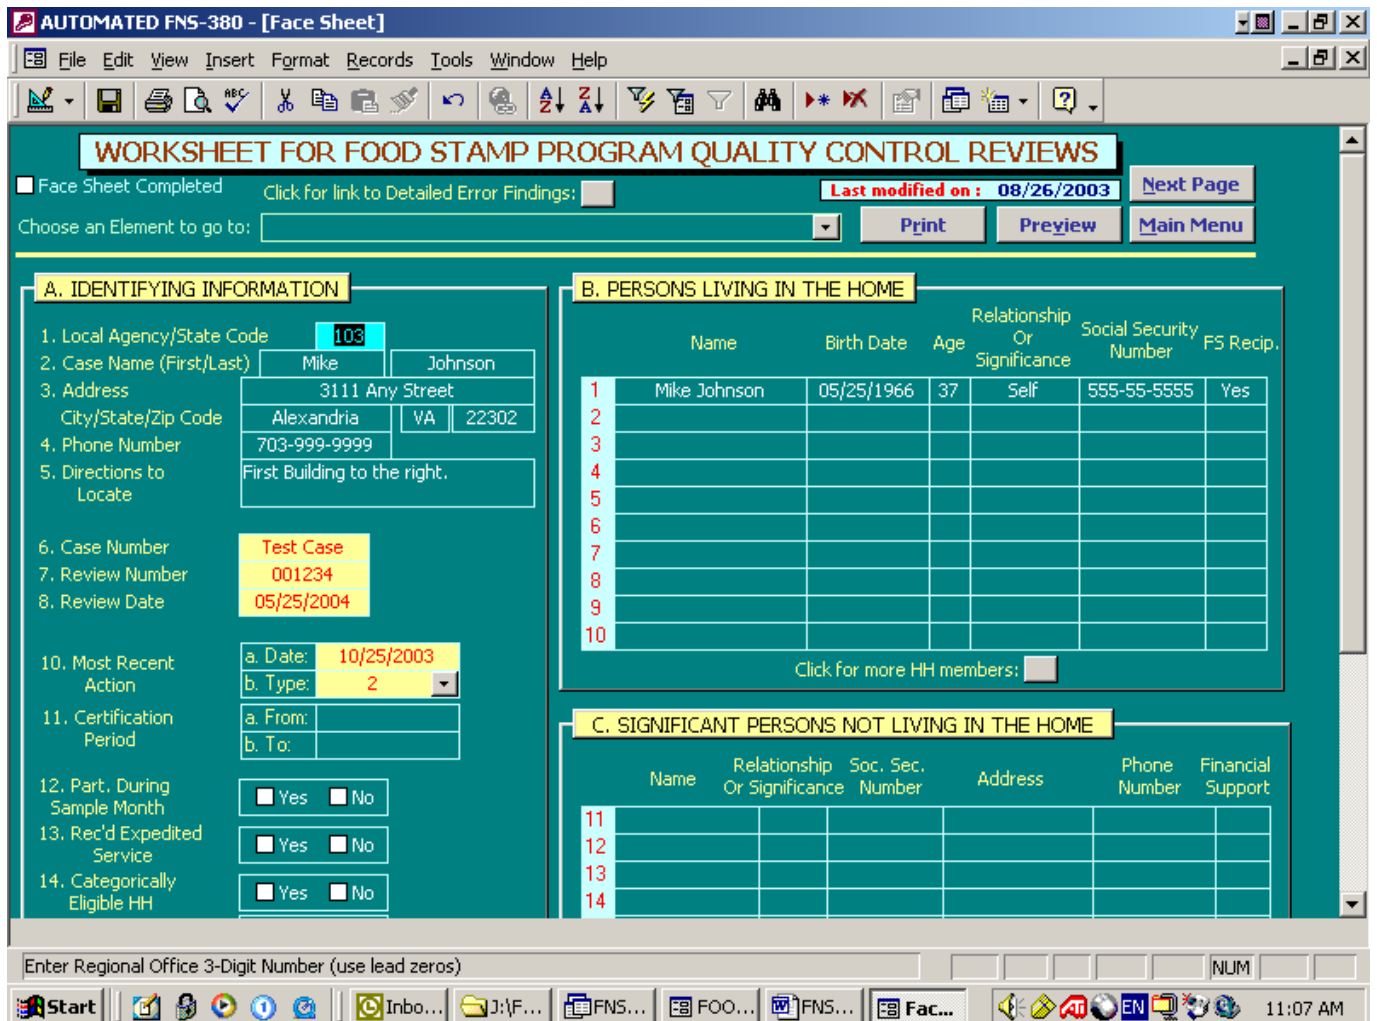 AUTOMATED FNS-380 - [Face Sheet]
File Edit View Insert Format Records Tools Window Help
WORKSHEET FOR FOOD STAMP PROGRAM QUALITY CONTROL REVIEWS
Face Sheet Completed
Click for link to Detailed Error Findings:
Last modified on : 08/26/2003
Next Page
Choose an Element to go to:
Print
Preview
Main Menu
A. IDENTIFYING INFORMATION
1. Local Agency/State Code 103
2. Case Name (First/Last) Mike Johnson
3. Address 3111 Any Street
City/State/Zip Code Alexandria VA 22302
4. Phone Number 703-999-9999
5. Directions to First Building to the right.
Locate
6. Case Number Test Case
7. Review Number 001234
8. Review Date 05/25/2004
10. Most Recent a. Date: 10/25/2003
Action b. Type: 2
11. Certification a. From:
Period b. To:
12. Part. During
Sample Month Yes No
13. Rec'd Expedited
Service Yes No
14. Categorically
Eligible HH Yes No
B. PERSONS LIVING IN THE HOME
Name Birth Date Age Relationship Or Significance Social Security Number FS Recip.
1 Mike Johnson 05/25/1966 37 Self 555-55-5555 Yes
2
3
4
5
6
7
8
9
10
Click for more HH members:
C. SIGNIFICANT PERSONS NOT LIVING IN THE HOME
Name Relationship Or Significance Soc. Sec. Number Address Phone Number Financial Support
11
12
13
14
Enter Regional Office 3-Digit Number (use lead zeros)
NUM
Start Inbo... J:\F... FNS... FOO... FNS... Fac... EN 11:07 AM